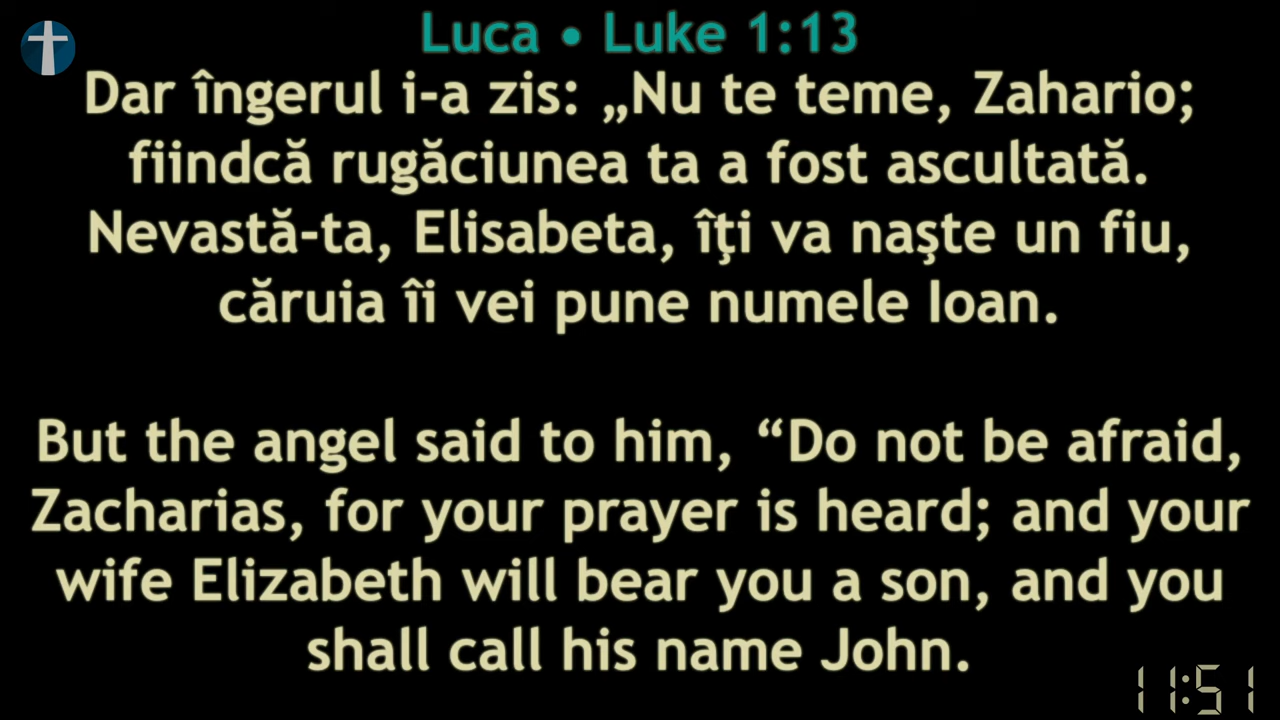 Luca • Luke 1:13
Dar îngerul i-a zis: „Nu te teme, Zahario;
fiindcă rugăciunea ta a fost ascultată.
Nevastă-ta, Elisabeta, îţi va naşte un fiu,
căruia îi vei pune numele Ioan.
But the angel said to him, “Do not be afraid,
Zacharias, for your prayer is heard; and your
wife Elizabeth will bear you a son, and you
shall call his name John.
11:51